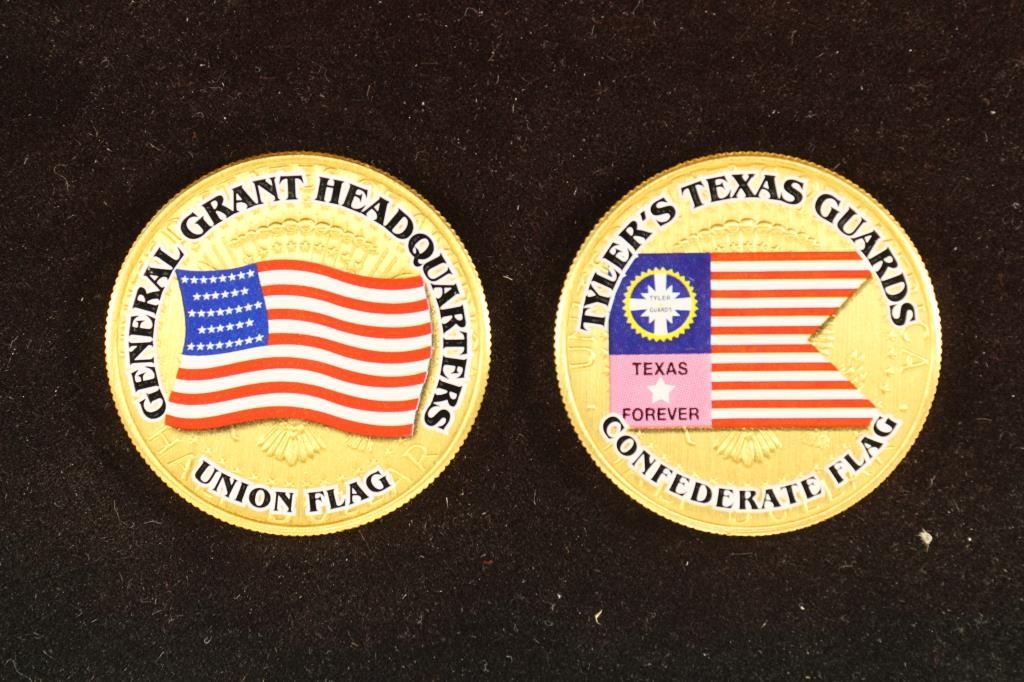 GENERAL GRANT HEADQUARTERS
UNION FLAG
TYLER'S TEXAS GUARDS
TYLER
GUARDS
TEXAS
FOREVER
CONFEDERATE FLAG